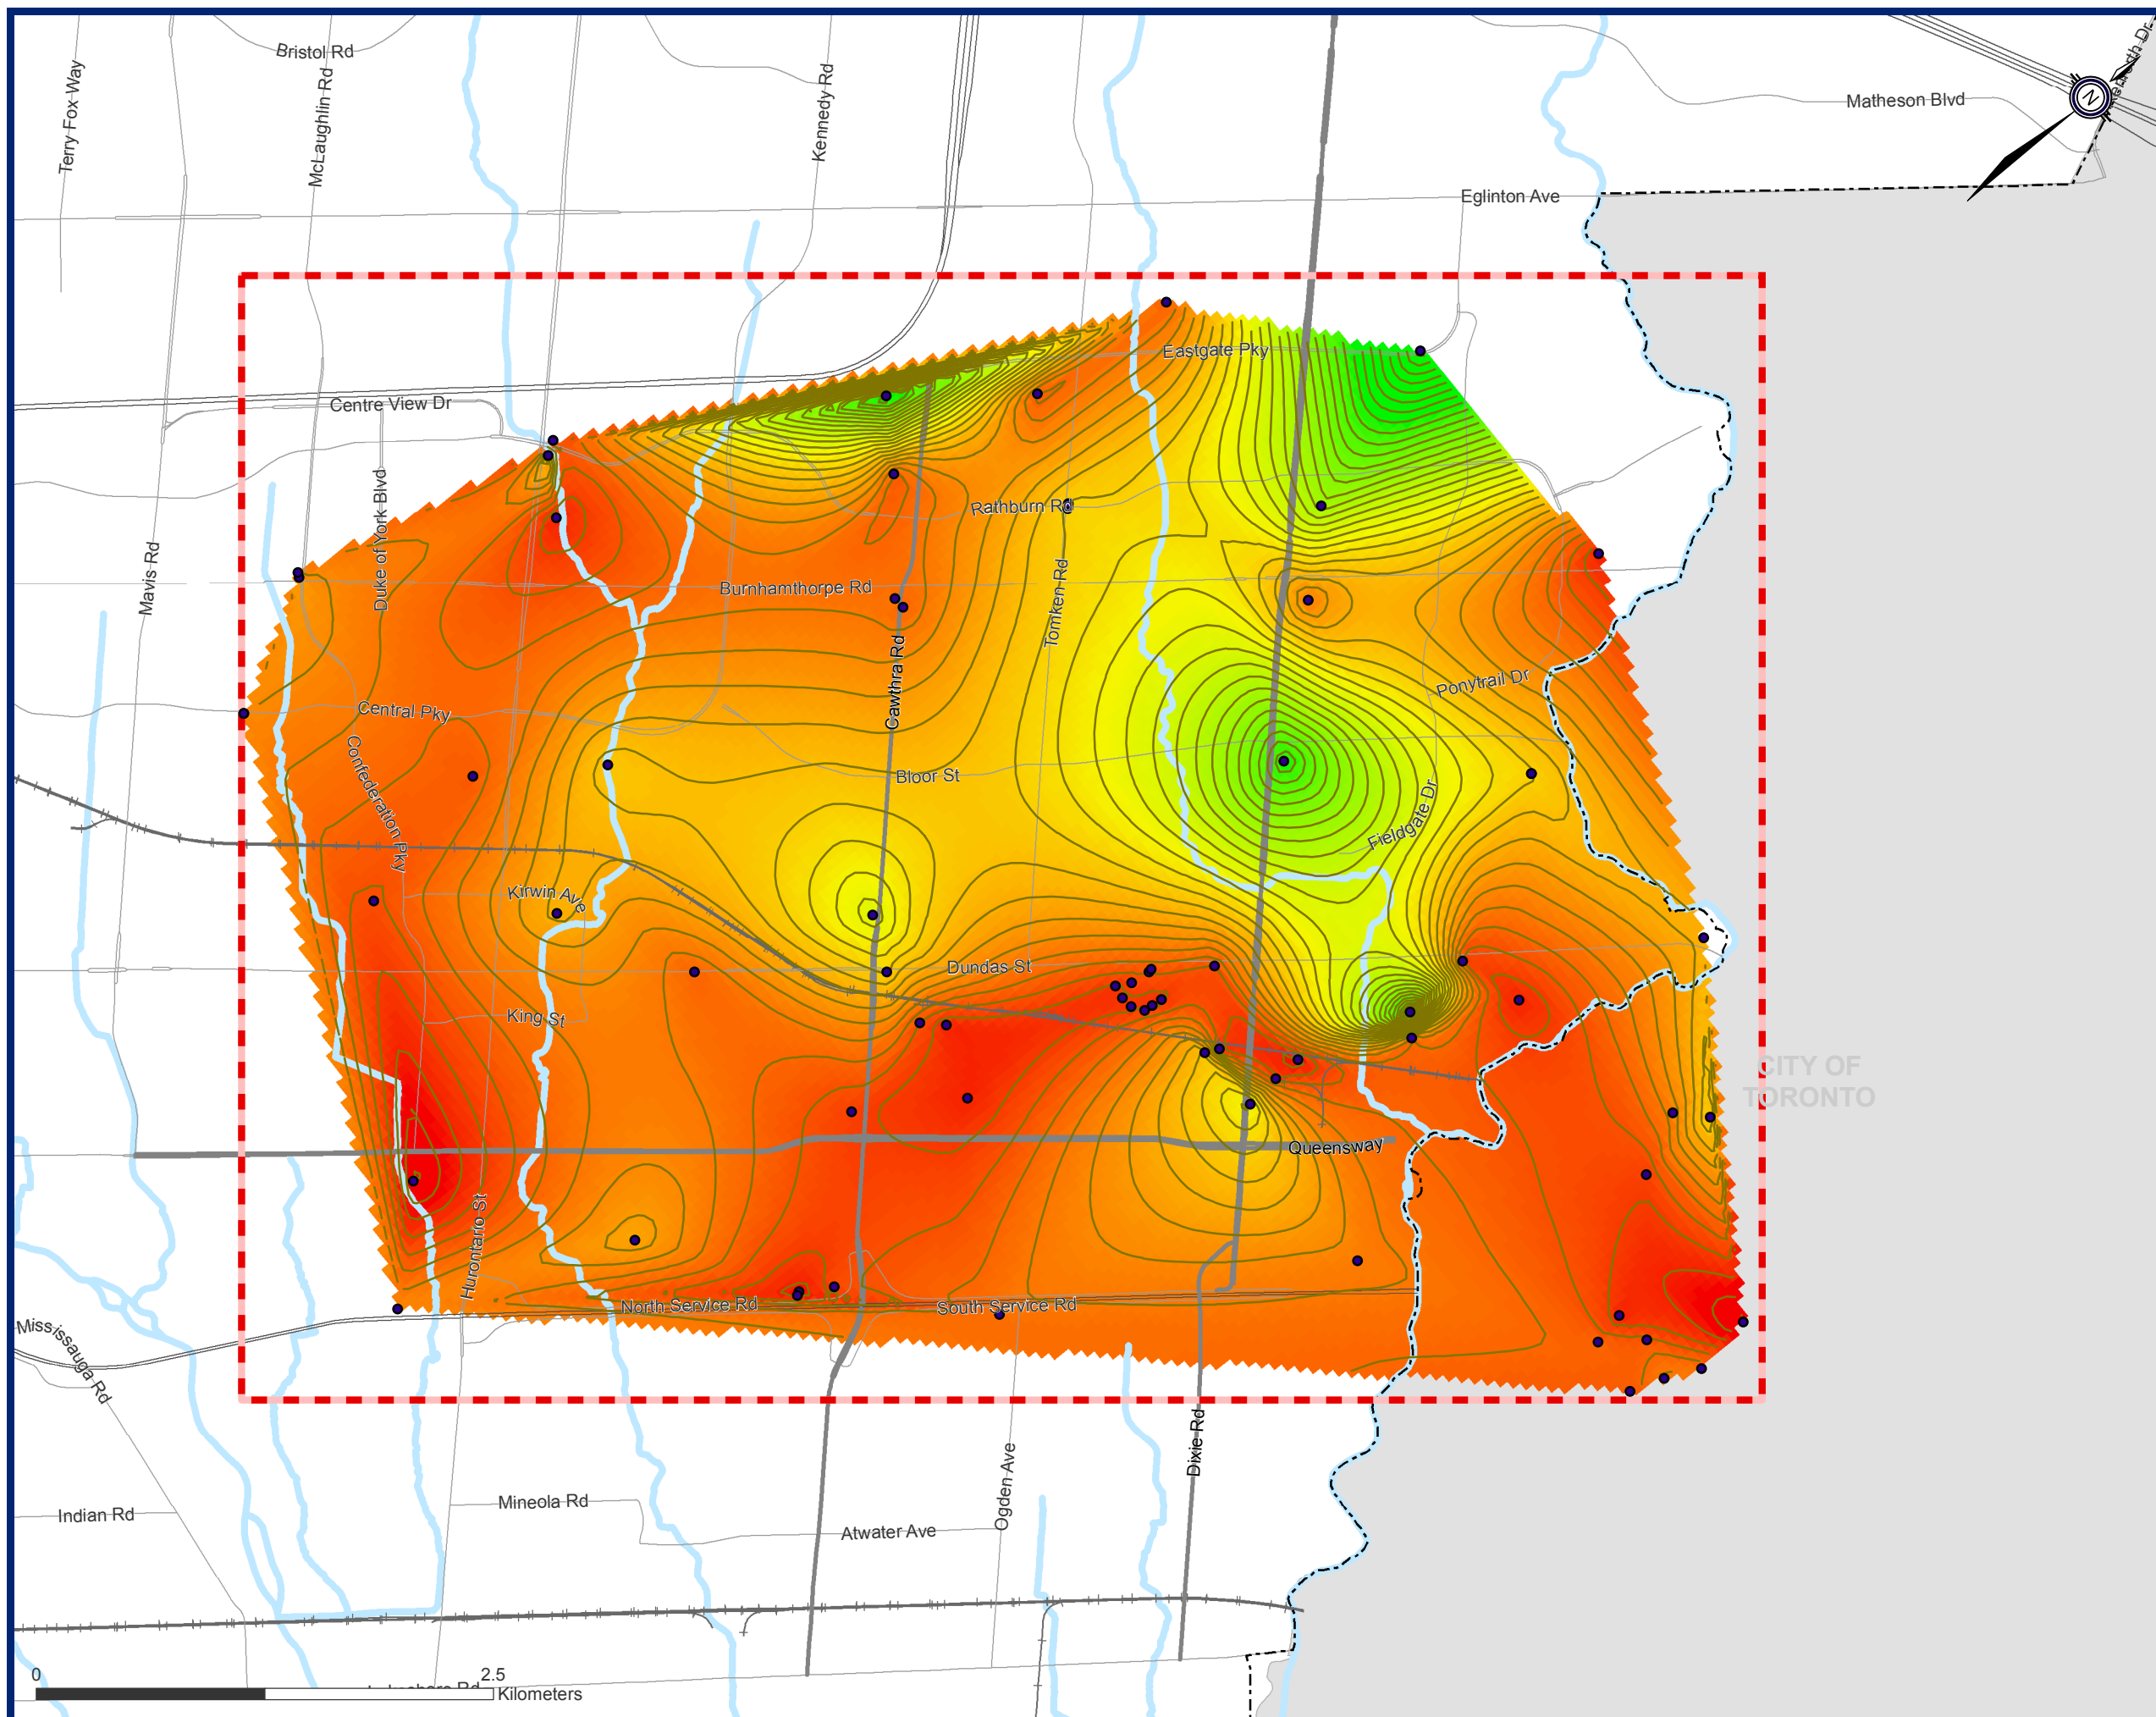 Bristol Rd
Terry Fox Way
McLaughlin Rd
Kennedy Rd
Matheson Blvd
N
Eglinton Ave
Eastgate Pky
Centre View Dr
Duke of York Blvd
Rathburn Rd
Mavis Rd
Burnhamthorpe Rd
Tomken Rd
Cawthra Rd
Ponytrail Dr
Central Pky
Confederation Pky
Bloor St
Fieldgate Dr
Kirwin Ave
Dundas St
King St
CITY OF
TORONTO
Queensway
Hurontario St
North Service Rd
South Service Rd
Mississauga Rd
Dixie Rd
Ogden Ave
Indian Rd
Mineola Rd
Atwater Ave
0
2.5
Kilometers